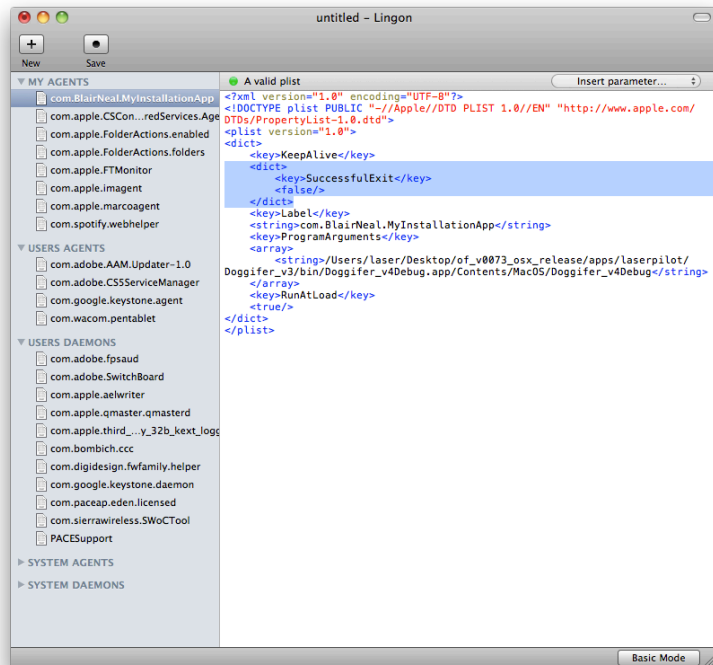 untitled – Lingon
New
Save
MY AGENTS
com.BlairNeal.MyInstallationApp
com.apple.CSCon...redServices.Age
com.apple.FolderActions.enabled
com.apple.FolderActions.folders
com.apple.FTMonitor
com.apple.imagent
com.apple.marcoagent
com.spotify.webhelper
USERS AGENTS
com.adobe.AAM.Updater-1.0
com.adobe.CS5ServiceManager
com.google.keystone.agent
com.wacom.pentablet
USERS DAEMONS
com.adobe.fpsaud
com.adobe.SwitchBoard
com.apple.aelwriter
com.apple.qmaster.qmasterd
com.apple.third_...y_32b_kext_logg
com.bombich.ccc
com.digidesign.fwfamily.helper
com.google.keystone.daemon
com.paceap.eden.licensed
com.sierrawireless.SWoCTool
PACESupport
SYSTEM AGENTS
SYSTEM DAEMONS
A valid plist
Insert parameter...
<?xml version="1.0" encoding="UTF-8"?>
<!DOCTYPE plist PUBLIC "-//Apple//DTD PLIST 1.0//EN" "http://www.apple.com/
DTDs/PropertyList-1.0.dtd">
<plist version="1.0">
<dict>
<key>KeepAlive</key>
<dict>
<key>SuccessfulExit</key>
<false/>
</dict>
<key>Label</key>
<string>com.BlairNeal.MyInstallationApp</string>
<key>ProgramArguments</key>
<array>
<string>/Users/laser/Desktop/of_v0073_osx_release/apps/laserpilot/
Doggifer_v3/bin/Doggifer_v4Debug.app/Contents/MacOS/Doggifer_v4Debug</string>
</array>
<key>RunAtLoad</key>
<true/>
</dict>
</plist>
Basic Mode